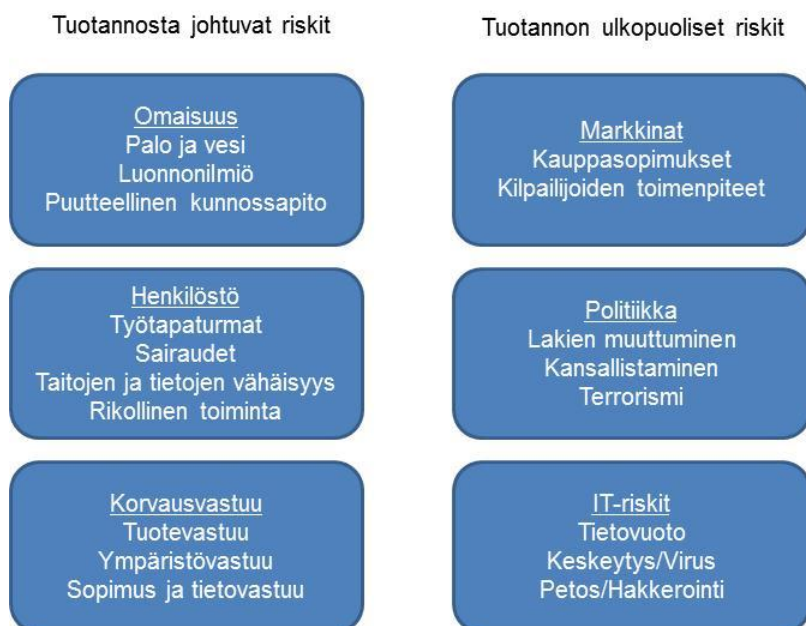 Tuotannosta johtuvat riskit
Omaisuus
Palo ja vesi
Luonnonilmiö
Puutteellinen kunnossapito
Henkilöstö
Työtapaturmat
Sairaudet
Taitojen ja tietojen vähäisyys
Rikollinen toiminta
Korvausvastuu
Tuotevastuu
Ympäristövastuu
Sopimus ja tietovastuu
Tuotannon ulkopuoliset riskit
Markkinat
Kauppasopimukset
Kilpailijoiden toimenpiteet
Politiikka
Lakien muuttuminen
Kansallistaminen
Terrorismi
IT-riskit
Tietovuoto
Keskeytys/Virus
Petos/Hakkerointi